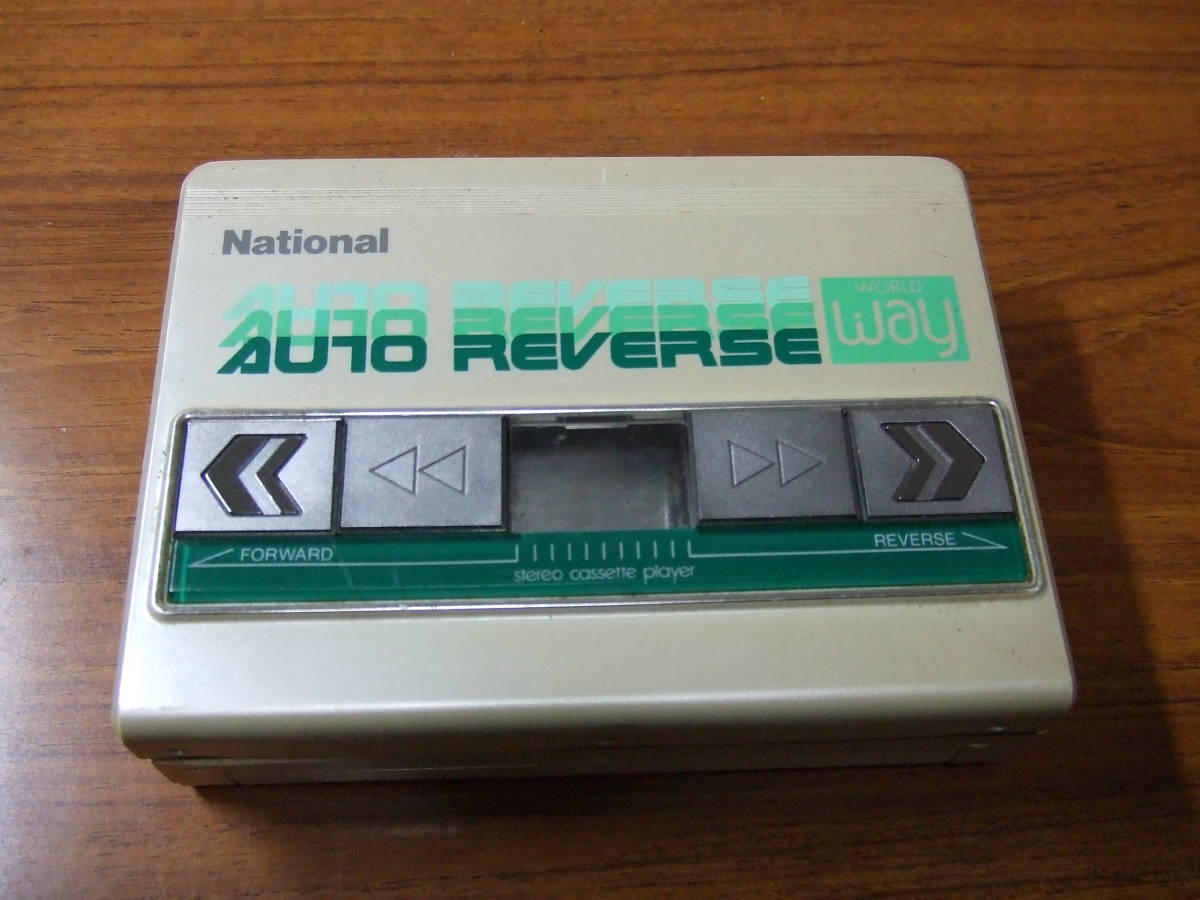 National
AUTO REVERSE
AUTO REVERSE
AUTO REVERSE
WORLD
way
FORWARD
REVERSE
stereo cassette player